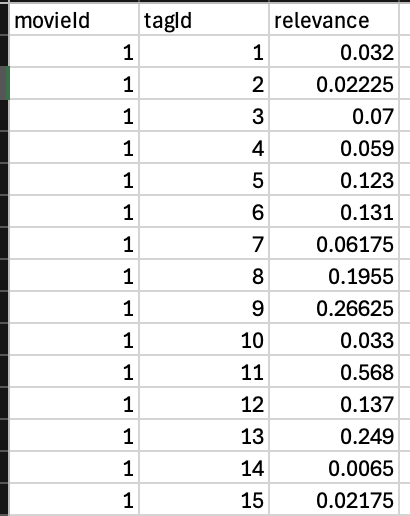 movieId tagId relevance
1 1 0.032
1 2 0.02225
1 3 0.07
1 4 0.059
1 5 0.123
1 6 0.131
1 7 0.06175
1 8 0.1955
1 9 0.26625
1 10 0.033
1 11 0.568
1 12 0.137
1 13 0.249
1 14 0.0065
1 15 0.02175